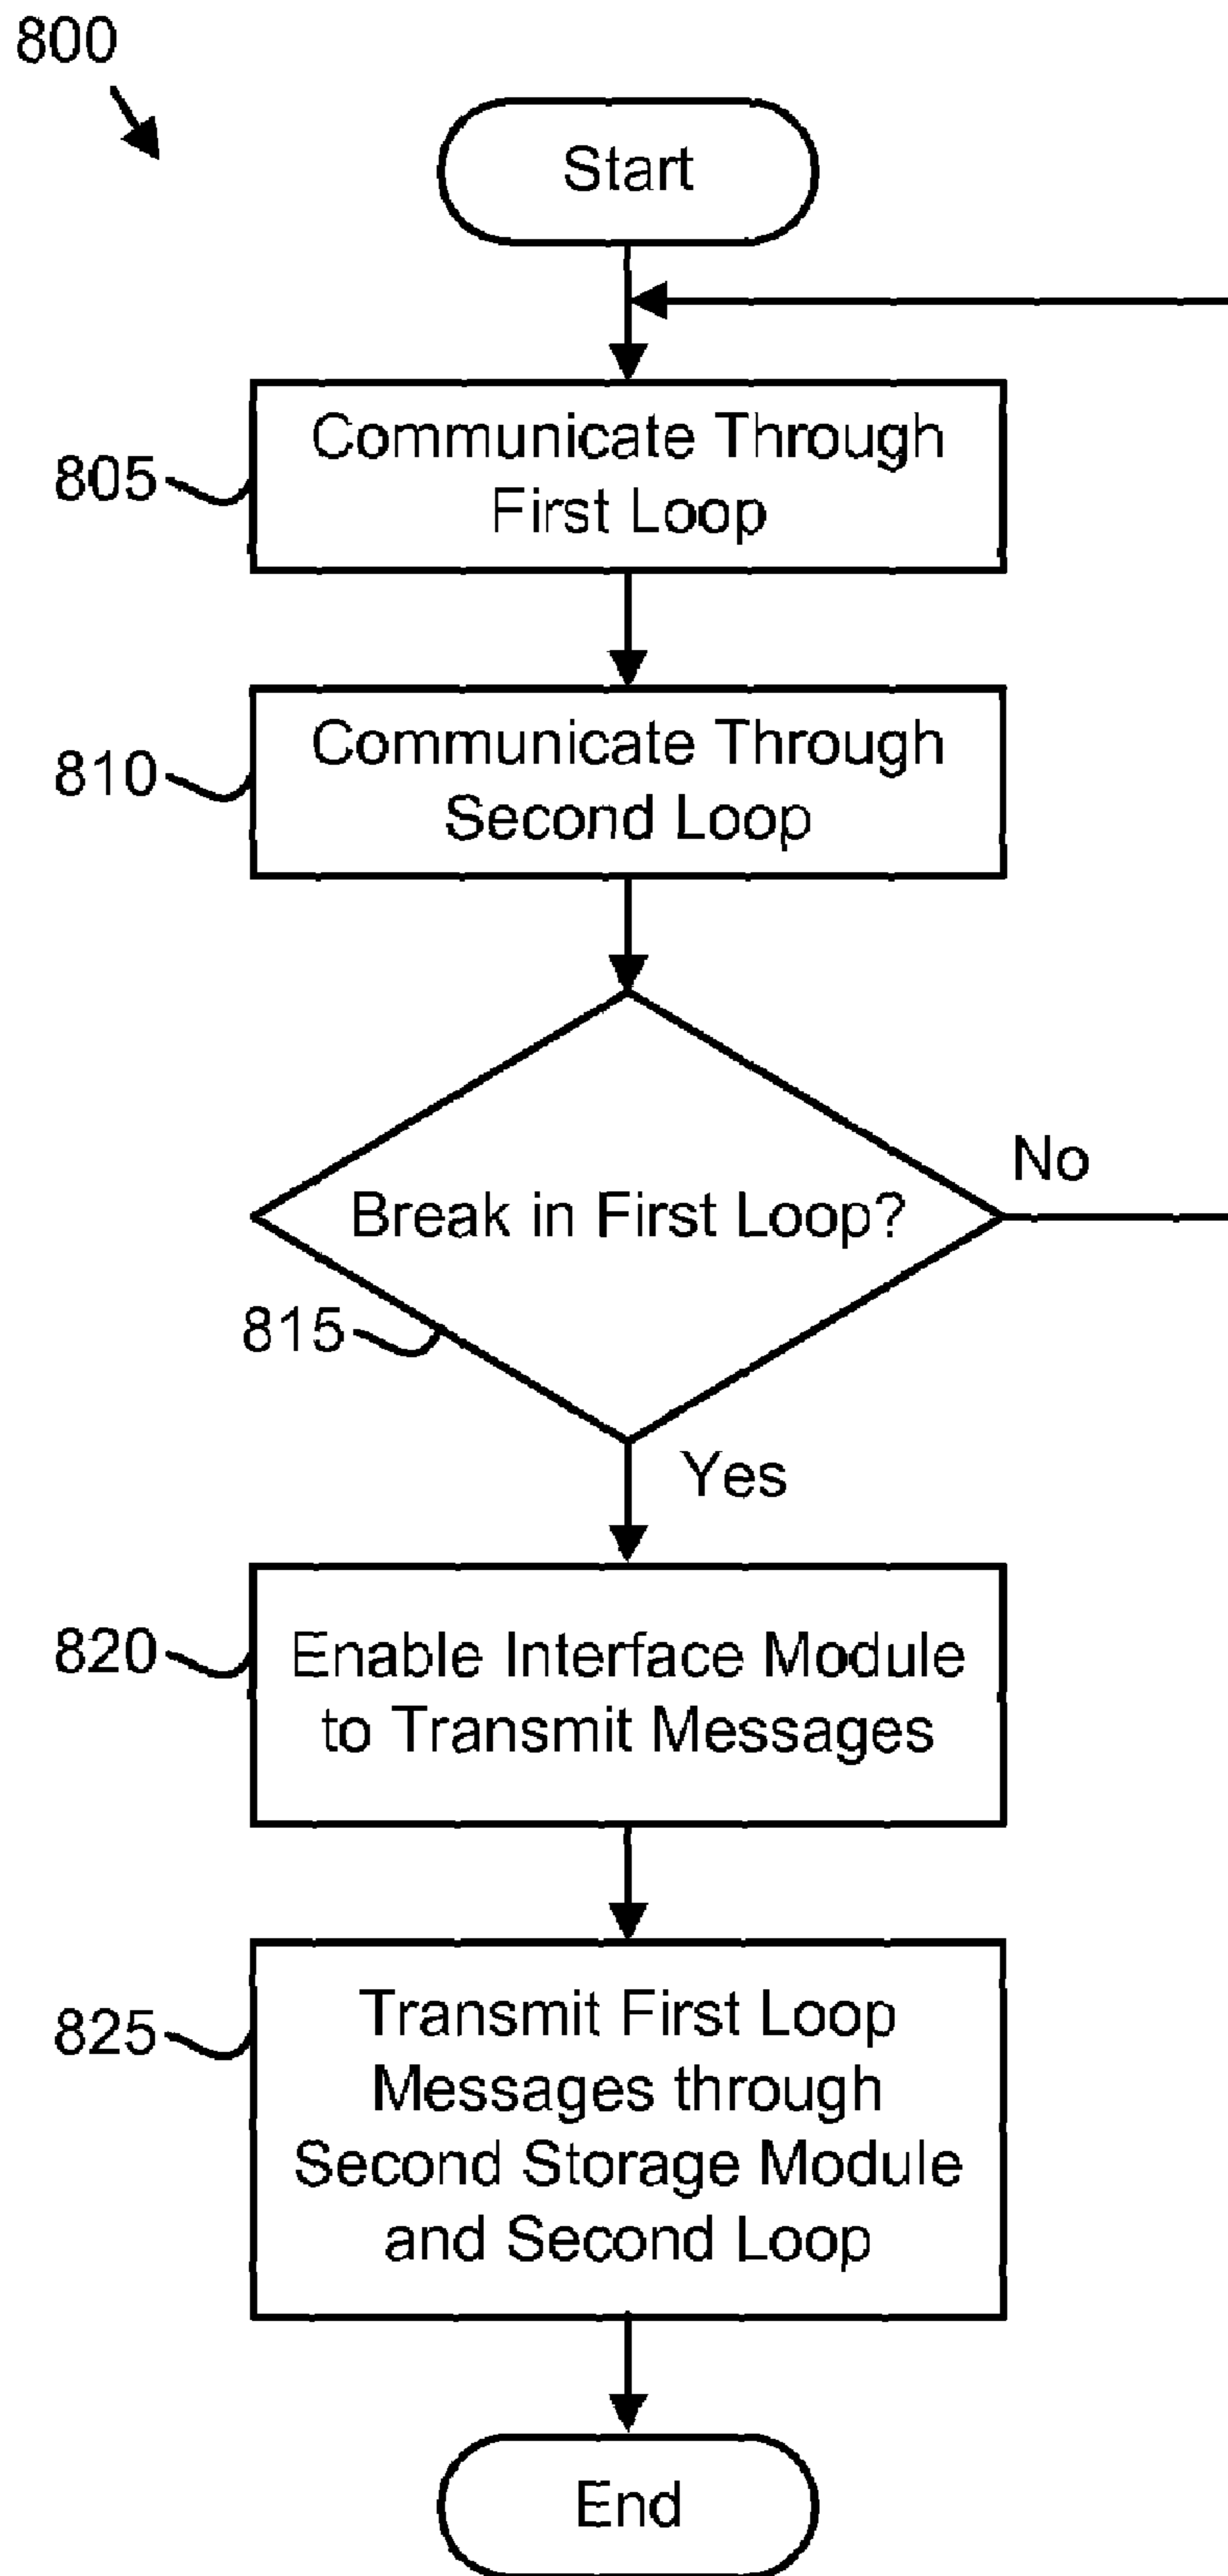 800
Start
805
Communicate Through
First Loop
810
Communicate Through
Second Loop
Break in First Loop?
No
815
Yes
820
Enable Interface Module
to Transmit Messages
825
Transmit First Loop
Messages through
Second Storage Module
and Second Loop
End